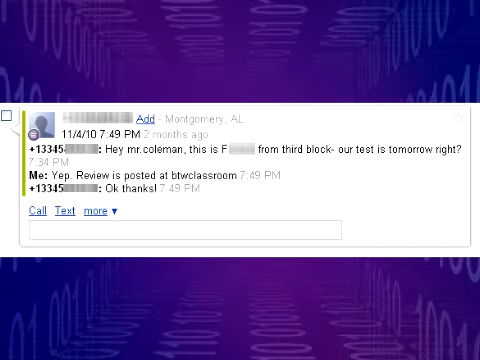 Add - Montgomery, AL
11/4/10 7:49 PM 2 months ago
+13345 : Hey mr.coleman, this is F from third block- our test is tomorrow right?
7:34 PM
Me: Yep. Review is posted at btwclassroom 7:49 PM
+13345 : Ok thanks! 7:49 PM
Call Text more ▼